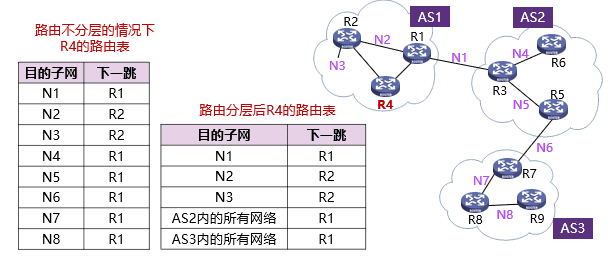 路由不分层的情况下
R4的路由表
目的子网 下一跳
N1 R1
N2 R2
N3 R2
N4 R1
N5 R1
N6 R1
N7 R1
N8 R1
路由分层后R4的路由表
目的子网 下一跳
N1 R1
N2 R2
N3 R2
AS2内的所有网络 R1
AS3内的所有网络 R1
AS1
R2
R1
N2
N3
R4
N1
AS2
N4
R6
R3
N5
R5
N6
R7
N7
R8
N8
R9
AS3